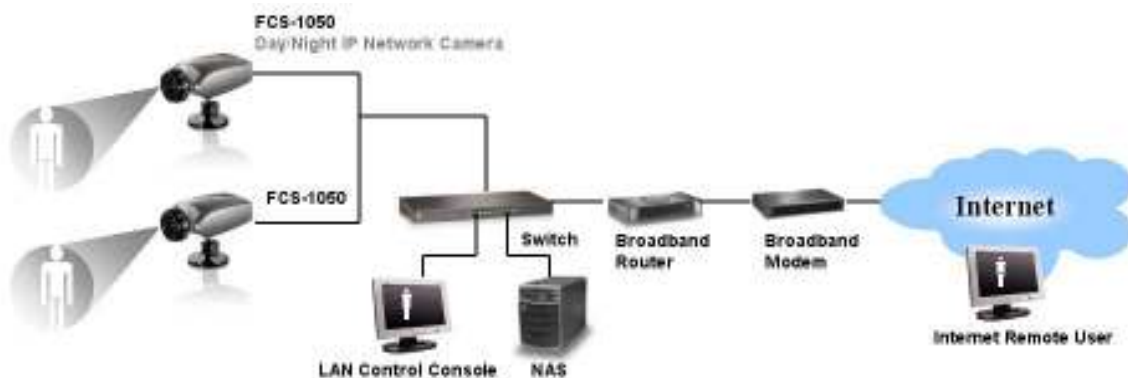 FCS-1050
Day/Night IP Network Camera
FCS-1050
Switch
Broadband
Router
Broadband
Modem
Internet
LAN Control Console
NAS
Internet Remote User